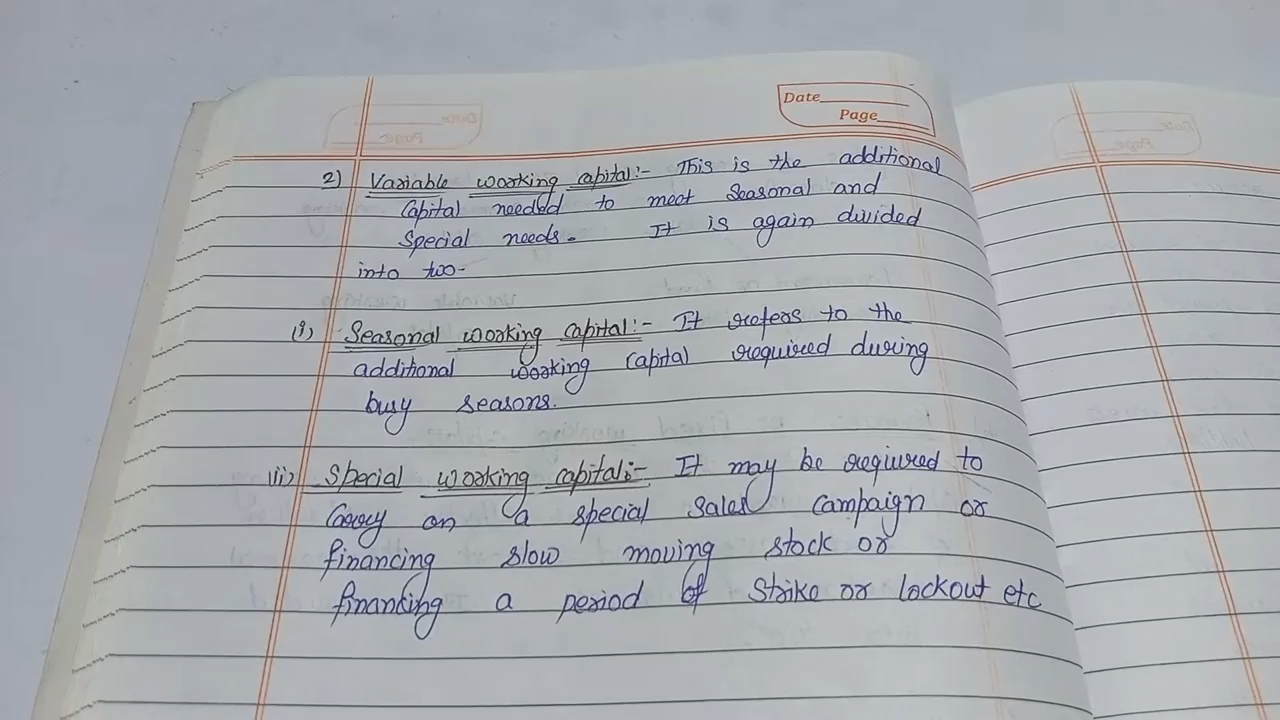 Date
Page
2) Variable working capital:- This is the additional
capital needed to meet seasonal and
special needs. It is again divided
into two-
(i) Seasonal working capital:- It refers to the
additional working capital required during
busy seasons.
(ii) Special working capital:- It may be reqiured to
carry on a special sales campaign or
financing slow moving stock or
financing a period of strike or lockout etc